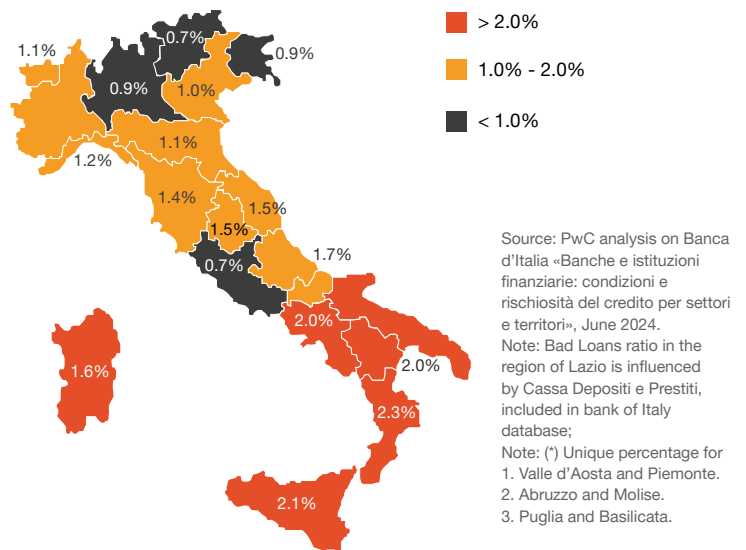 > 2.0%
1.0% - 2.0%
< 1.0%
1.1%
0.7%
0.9%
0.9%
1.0%
1.1%
1.2%
1.4%
1.5%
1.5%
0.7%
1.7%
2.0%
2.0%
1.6%
2.3%
2.1%
Source: PwC analysis on Banca
d'Italia «Banche e istituzioni
finanziarie: condizioni e
rischiosità del credito per settori
e territori», June 2024.
Note: Bad Loans ratio in the
region of Lazio is influenced
by Cassa Depositi e Prestiti,
included in bank of Italy
database;
Note: (*) Unique percentage for
1. Valle d'Aosta and Piemonte.
2. Abruzzo and Molise.
3. Puglia and Basilicata.